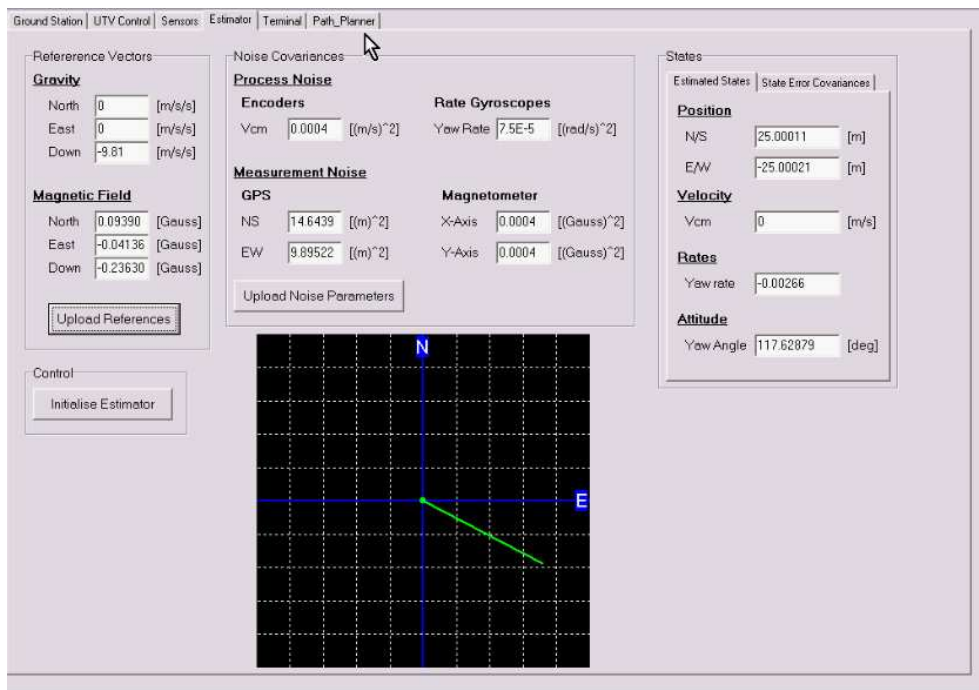 Ground Station | UTV Control | Sensors | Estimator | Terminal | Path_Planner
Refererence Vectors
Gravity
North 0 [m/s/s]
East 0 [m/s/s]
Down -9.81 [m/s/s]
Magnetic Field
North 0.09390 [Gauss]
East -0.04136 [Gauss]
Down -0.23630 [Gauss]
Upload References
Control
Initialise Estimator
Noise Covariances
Process Noise
Encoders Rate Gyroscopes
Vcm 0.0004 [(m/s)^2] Yaw Rate 7.5E-5 [(rad/s)^2]
Measurement Noise
GPS Magnetometer
NS 14.6439 [(m)^2] X-Axis 0.0004 [(Gauss)^2]
EW 9.89522 [(m)^2] Y-Axis 0.0004 [(Gauss)^2]
Upload Noise Parameters
N
E
States
Estimated States | State Error Covariances
Position
N/S 25.00011 [m]
E/W -25.00021 [m]
Velocity
Vcm 0 [m/s]
Rates
Yaw rate -0.00266
Attitude
Yaw Angle 117.62879 [deg]